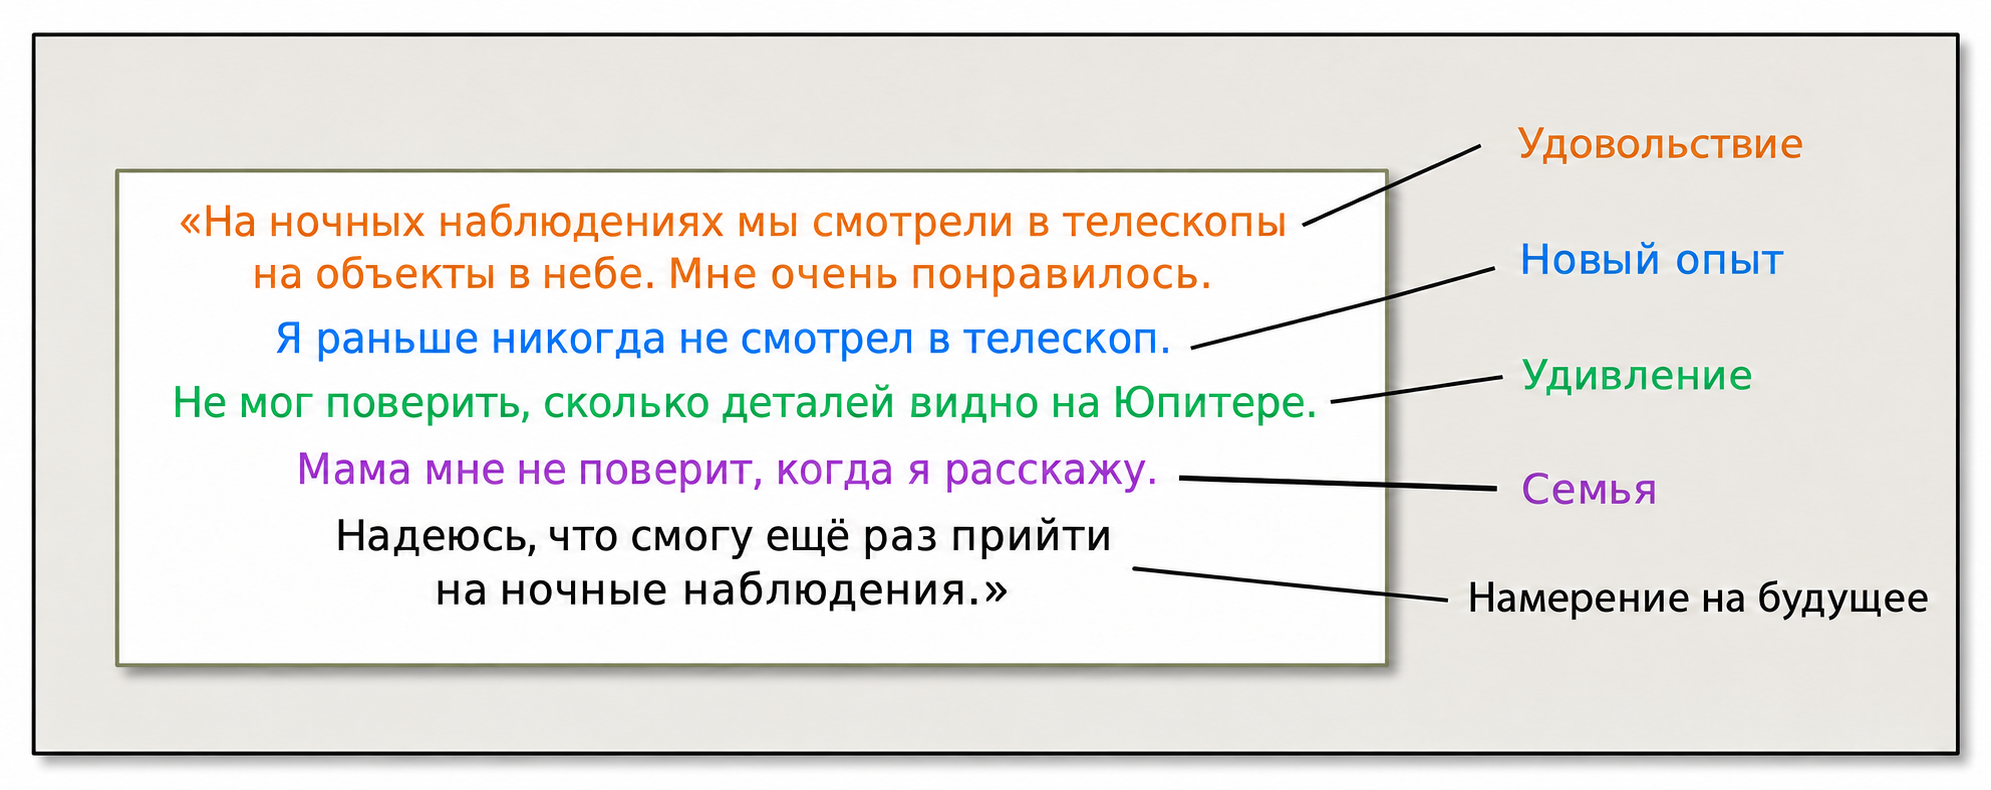 Удовольствие
«На ночных наблюдениях мы смотрели в телескопы
на объекты в небе. Мне очень понравилось.
Новый опыт
Я раньше никогда не смотрел в телескоп.
Удивление
Не мог поверить, сколько деталей видно на Юпитере.
Мама мне не поверит, когда я расскажу.
Семья
Надеюсь, что смогу ещё раз прийти
на ночные наблюдения.»
Намерение на будущее